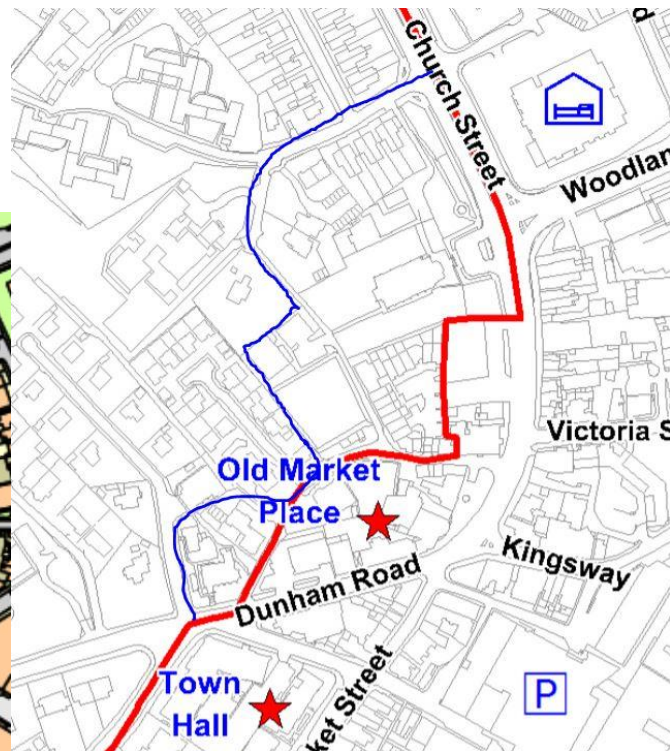 Church Street
Woodlan
Victoria S
Old Market
Place
Kingsway
Dunham Road
Town
Hall
ket Street
P
d